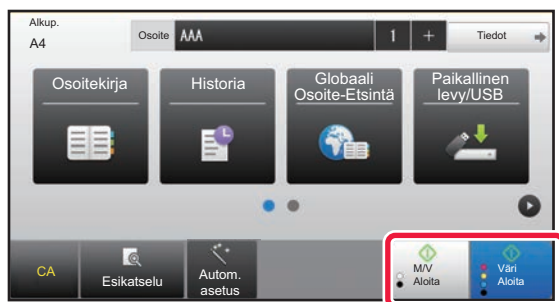 Alkup.
A4
Osoite
AAA
1
+
Tiedot
Osoitekirja
Historia
Globaali
Osoite-Etsintä
Paikallinen
levy/USB
CA
Esikatselu
Autom.
asetus
M/V
Aloita
Väri
Aloita